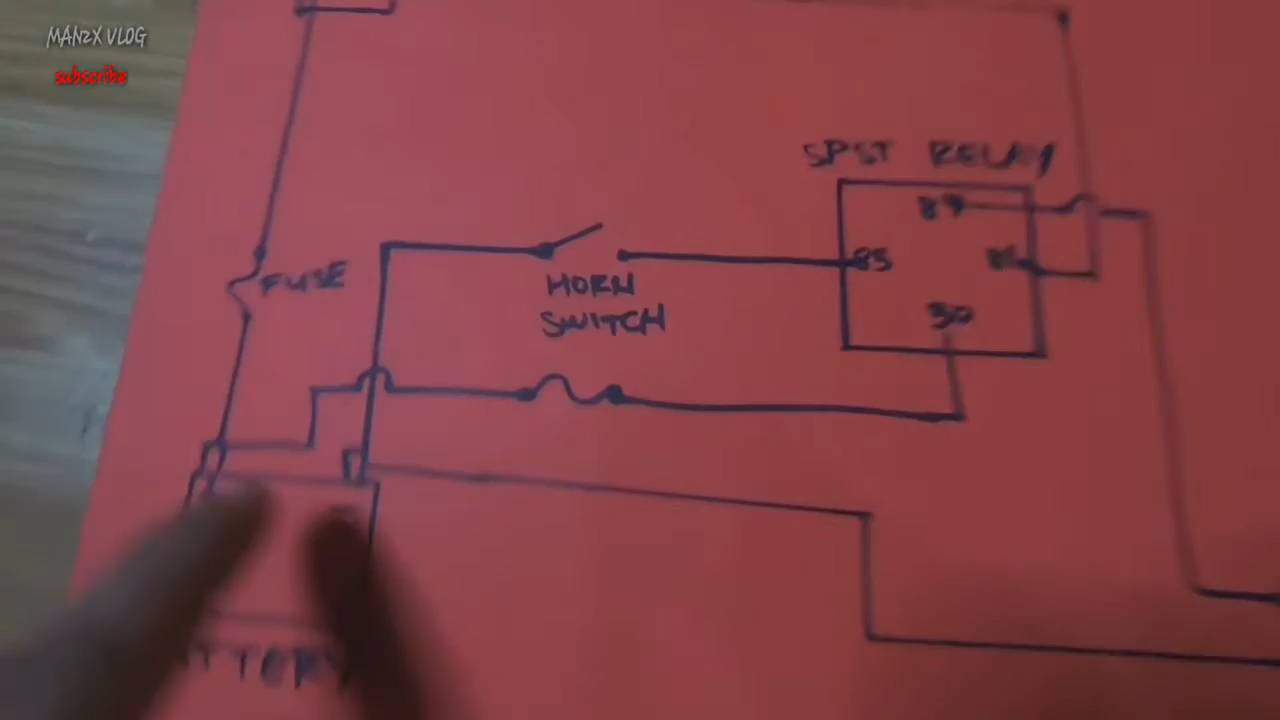 MAN2X VLOG
subscribe
SPST RELAY
87
85
86
30
FUSE
HORN
SWITCH